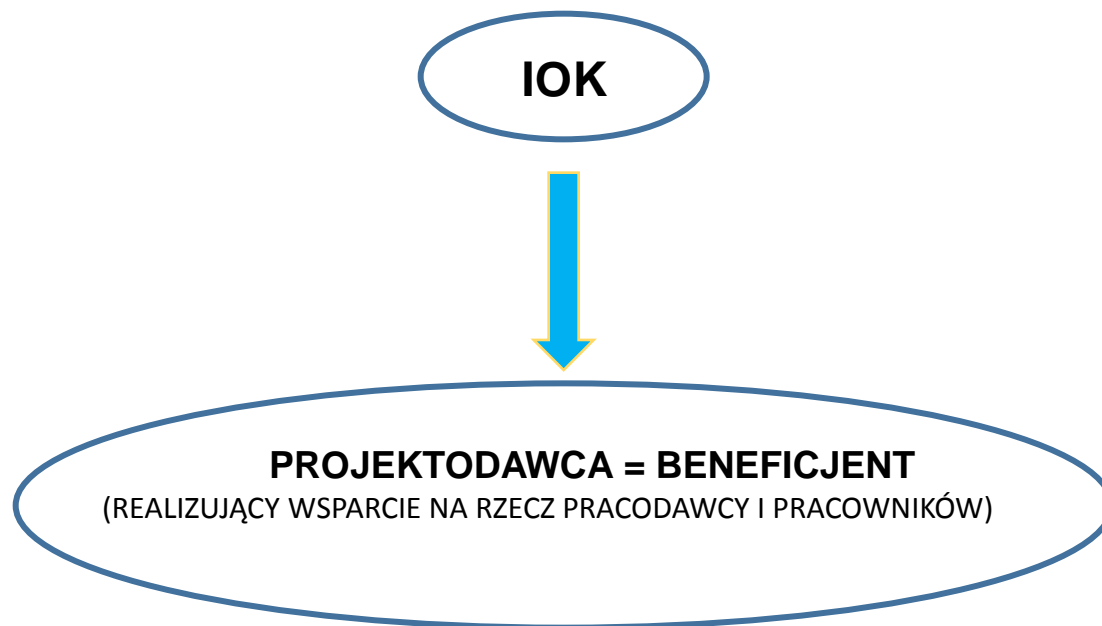 IOK
PROJEKTODAWCA = BENEFICJENT
(REALIZUJĄCY WSPARCIE NA RZECZ PRACODAWCY I PRACOWNIKÓW)